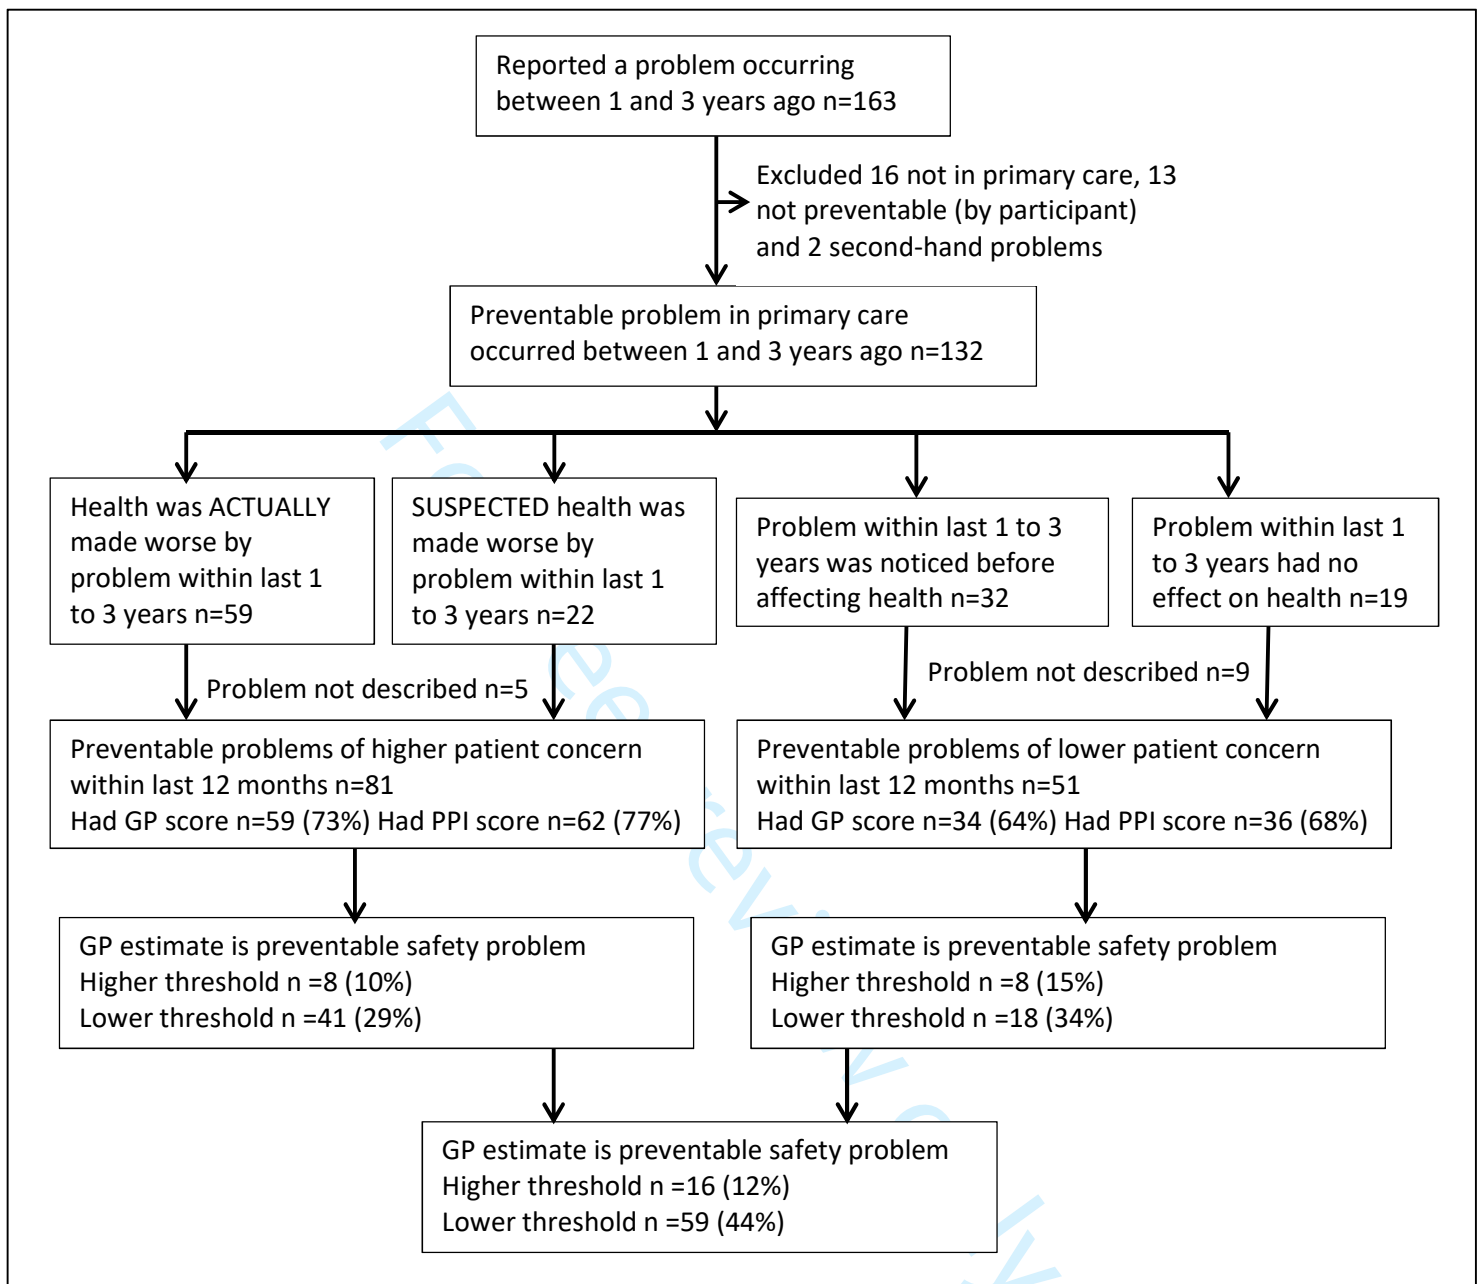 Reported a problem occurring
between 1 and 3 years ago n=163
Excluded 16 not in primary care, 13
not preventable (by participant)
and 2 second-hand problems
Preventable problem in primary care
occurred between 1 and 3 years ago n=132
Health was ACTUALLY
made worse by
problem within last 1
to 3 years n=59
SUSPECTED health was
made worse by
problem within last 1
to 3 years n=22
Problem within last 1 to 3
years was noticed before
affecting health n=32
Problem within last 1
to 3 years had no
effect on health n=19
Problem not described n=5
Problem not described n=9
Preventable problems of higher patient concern
within last 12 months n=81
Had GP score n=59 (73%) Had PPI score n=62 (77%)
Preventable problems of lower patient concern
within last 12 months n=51
Had GP score n=34 (64%) Had PPI score n=36 (68%)
GP estimate is preventable safety problem
Higher threshold n =8 (10%)
Lower threshold n =41 (29%)
GP estimate is preventable safety problem
Higher threshold n =8 (15%)
Lower threshold n =18 (34%)
GP estimate is preventable safety problem
Higher threshold n =16 (12%)
Lower threshold n =59 (44%)